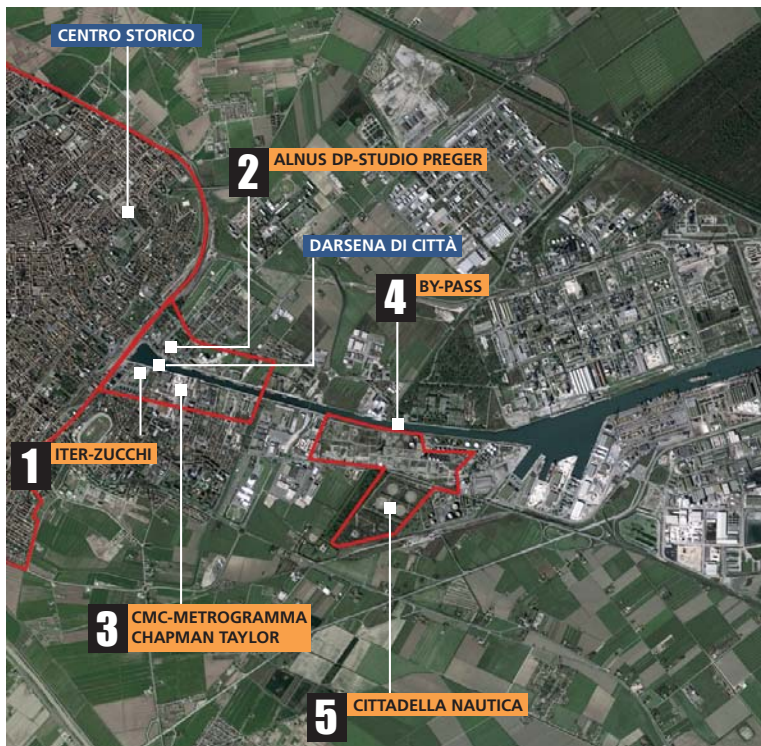 CENTRO STORICO
2 ALNUS DP-STUDIO PREGER
DARSENA DI CITTÀ
4 BY-PASS
1 ITER-ZUCCHI
3 CMC-METROGRAMMA
CHAPMAN TAYLOR
5 CITTADELLA NAUTICA